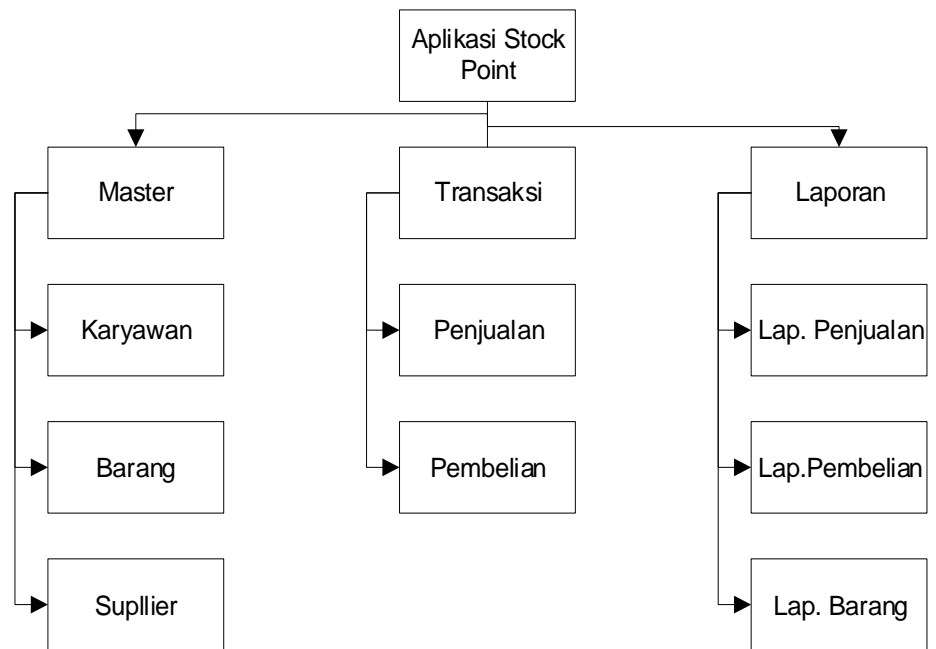 Aplikasi Stock
Point
Master
Transaksi
Laporan
Karyawan
Penjualan
Lap. Penjualan
Barang
Pembelian
Lap.Pembelian
Supllier
Lap. Barang